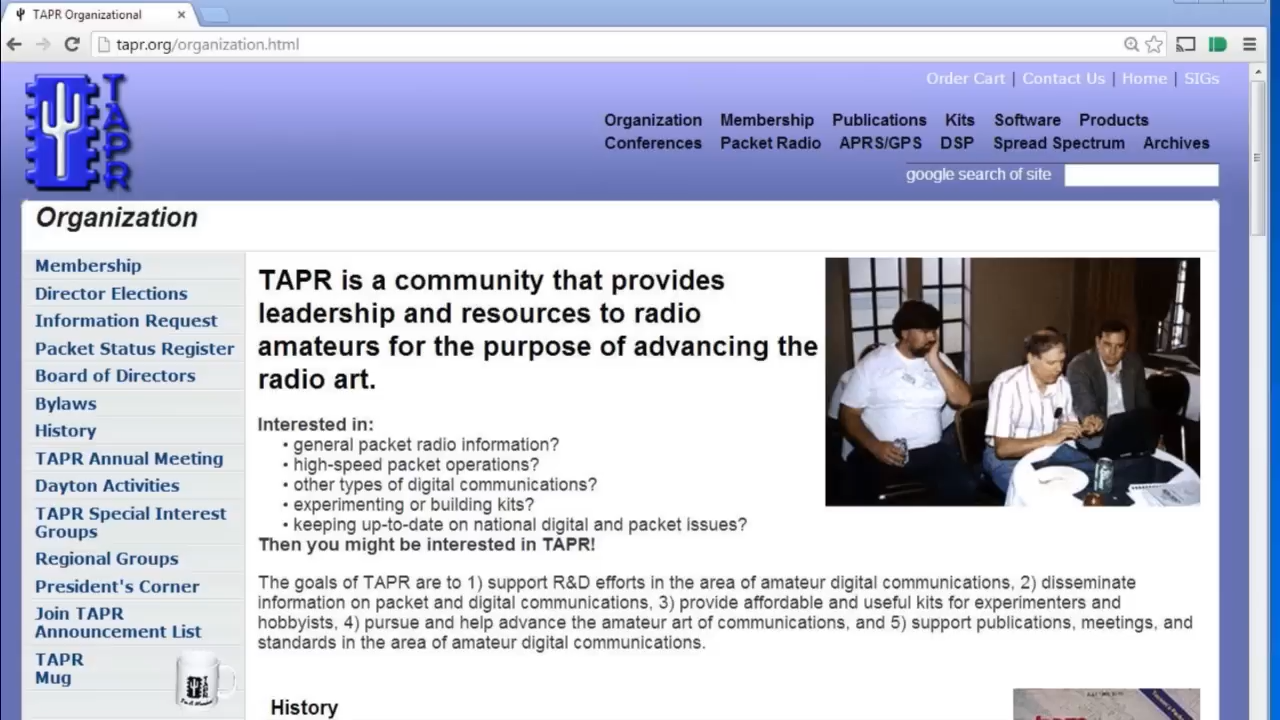 TAPR Organizational
tapr.org/organization.html
Order Cart | Contact Us | Home | SIGs
TAPR
Organization Membership Publications Kits Software Products
Conferences Packet Radio APRS/GPS DSP Spread Spectrum Archives
google search of site
Organization
Membership
Director Elections
Information Request
Packet Status Register
Board of Directors
Bylaws
History
TAPR Annual Meeting
Dayton Activities
TAPR Special Interest
Groups
Regional Groups
President's Corner
Join TAPR
Announcement List
TAPR
Mug
TAPR is a community that provides
leadership and resources to radio
amateurs for the purpose of advancing the
radio art.
Interested in:
• general packet radio information?
• high-speed packet operations?
• other types of digital communications?
• experimenting or building kits?
• keeping up-to-date on national digital and packet issues?
Then you might be interested in TAPR!
The goals of TAPR are to 1) support R&D efforts in the area of amateur digital communications, 2) disseminate
information on packet and digital communications, 3) provide affordable and useful kits for experimenters and
hobbyists, 4) pursue and help advance the amateur art of communications, and 5) support publications, meetings, and
standards in the area of amateur digital communications.
History